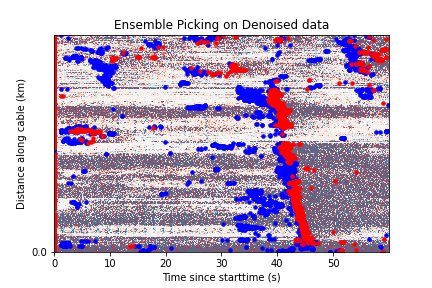 Ensemble Picking on Denoised data
Distance along cable (km)
0.0
0 10 20 30 40 50
Time since starttime (s)